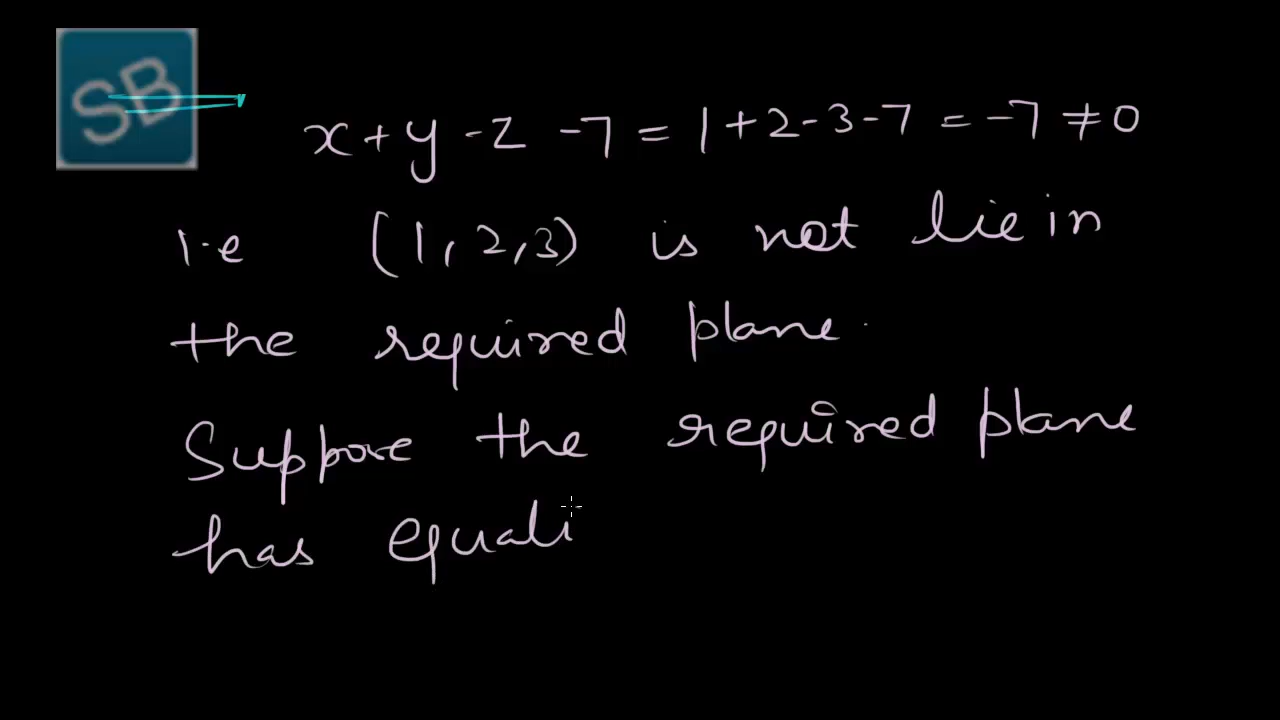 SB
x + y - z - 7 = 1 + 2 - 3 - 7 = -7 ≠ 0
i.e (1, 2, 3) is not lie in
the required plane.
Suppose the required plane
has equali